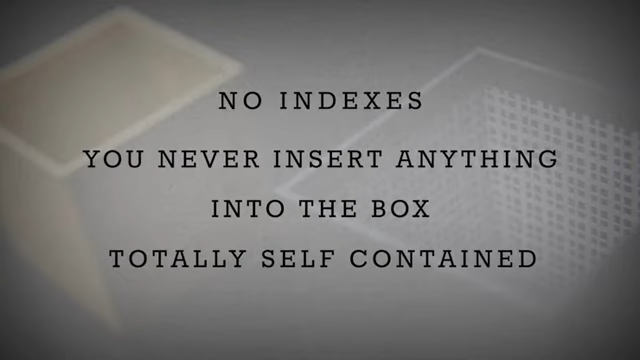 NO INDEXES
YOU NEVER INSERT ANYTHING
INTO THE BOX
TOTALLY SELF CONTAINED